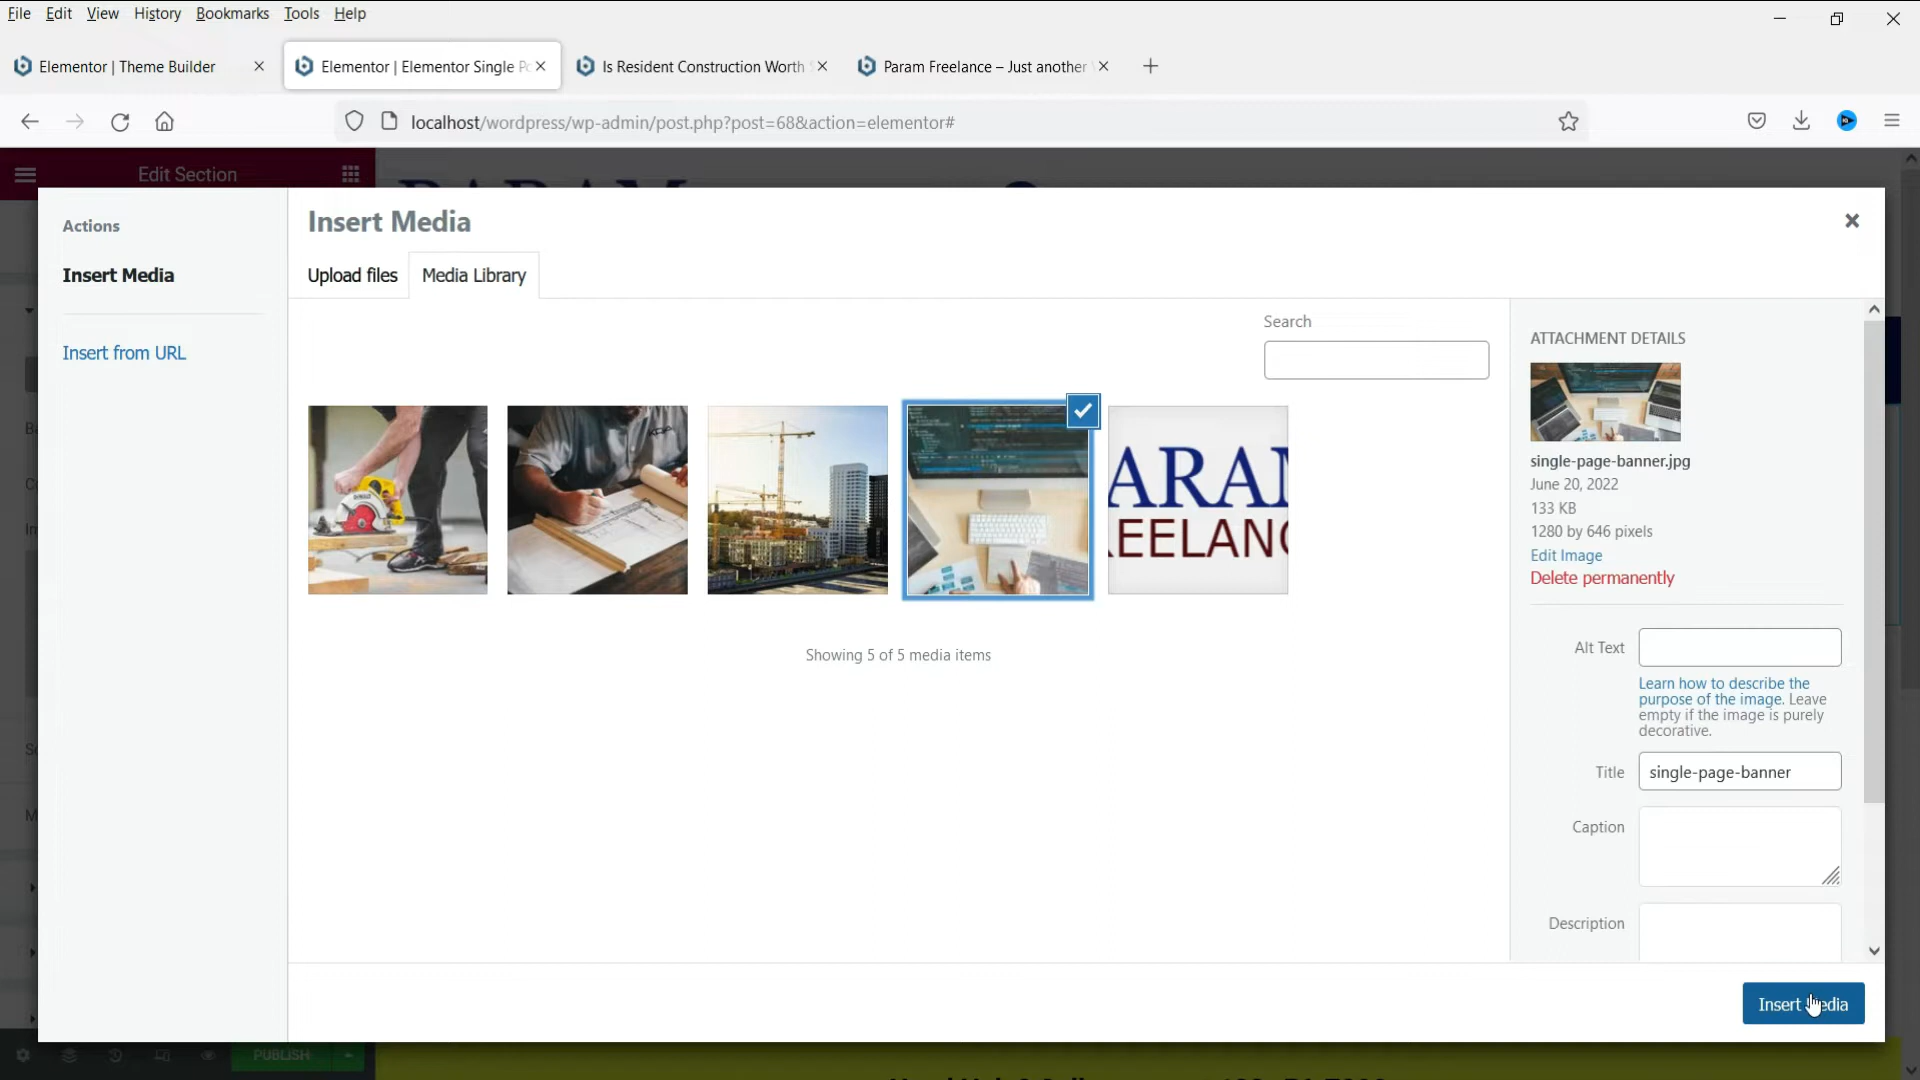 File Edit View History Bookmarks Tools Help
Elementor | Theme Builder
Elementor | Elementor Single Po
Is Resident Construction Worth
Param Freelance – Just another
localhost/wordpress/wp-admin/post.php?post=68&action=elementor#
Edit Section
Actions
Insert Media
Insert from URL
Insert Media
Upload files
Media Library
Search
ARAM
REELANC
Showing 5 of 5 media items
ATTACHMENT DETAILS
single-page-banner.jpg
June 20, 2022
133 KB
1280 by 646 pixels
Edit Image
Delete permanently
Alt Text
Learn how to describe the
purpose of the image. Leave
empty if the image is purely
decorative.
Title single-page-banner
Caption
Description
Insert Media
PUBLISH